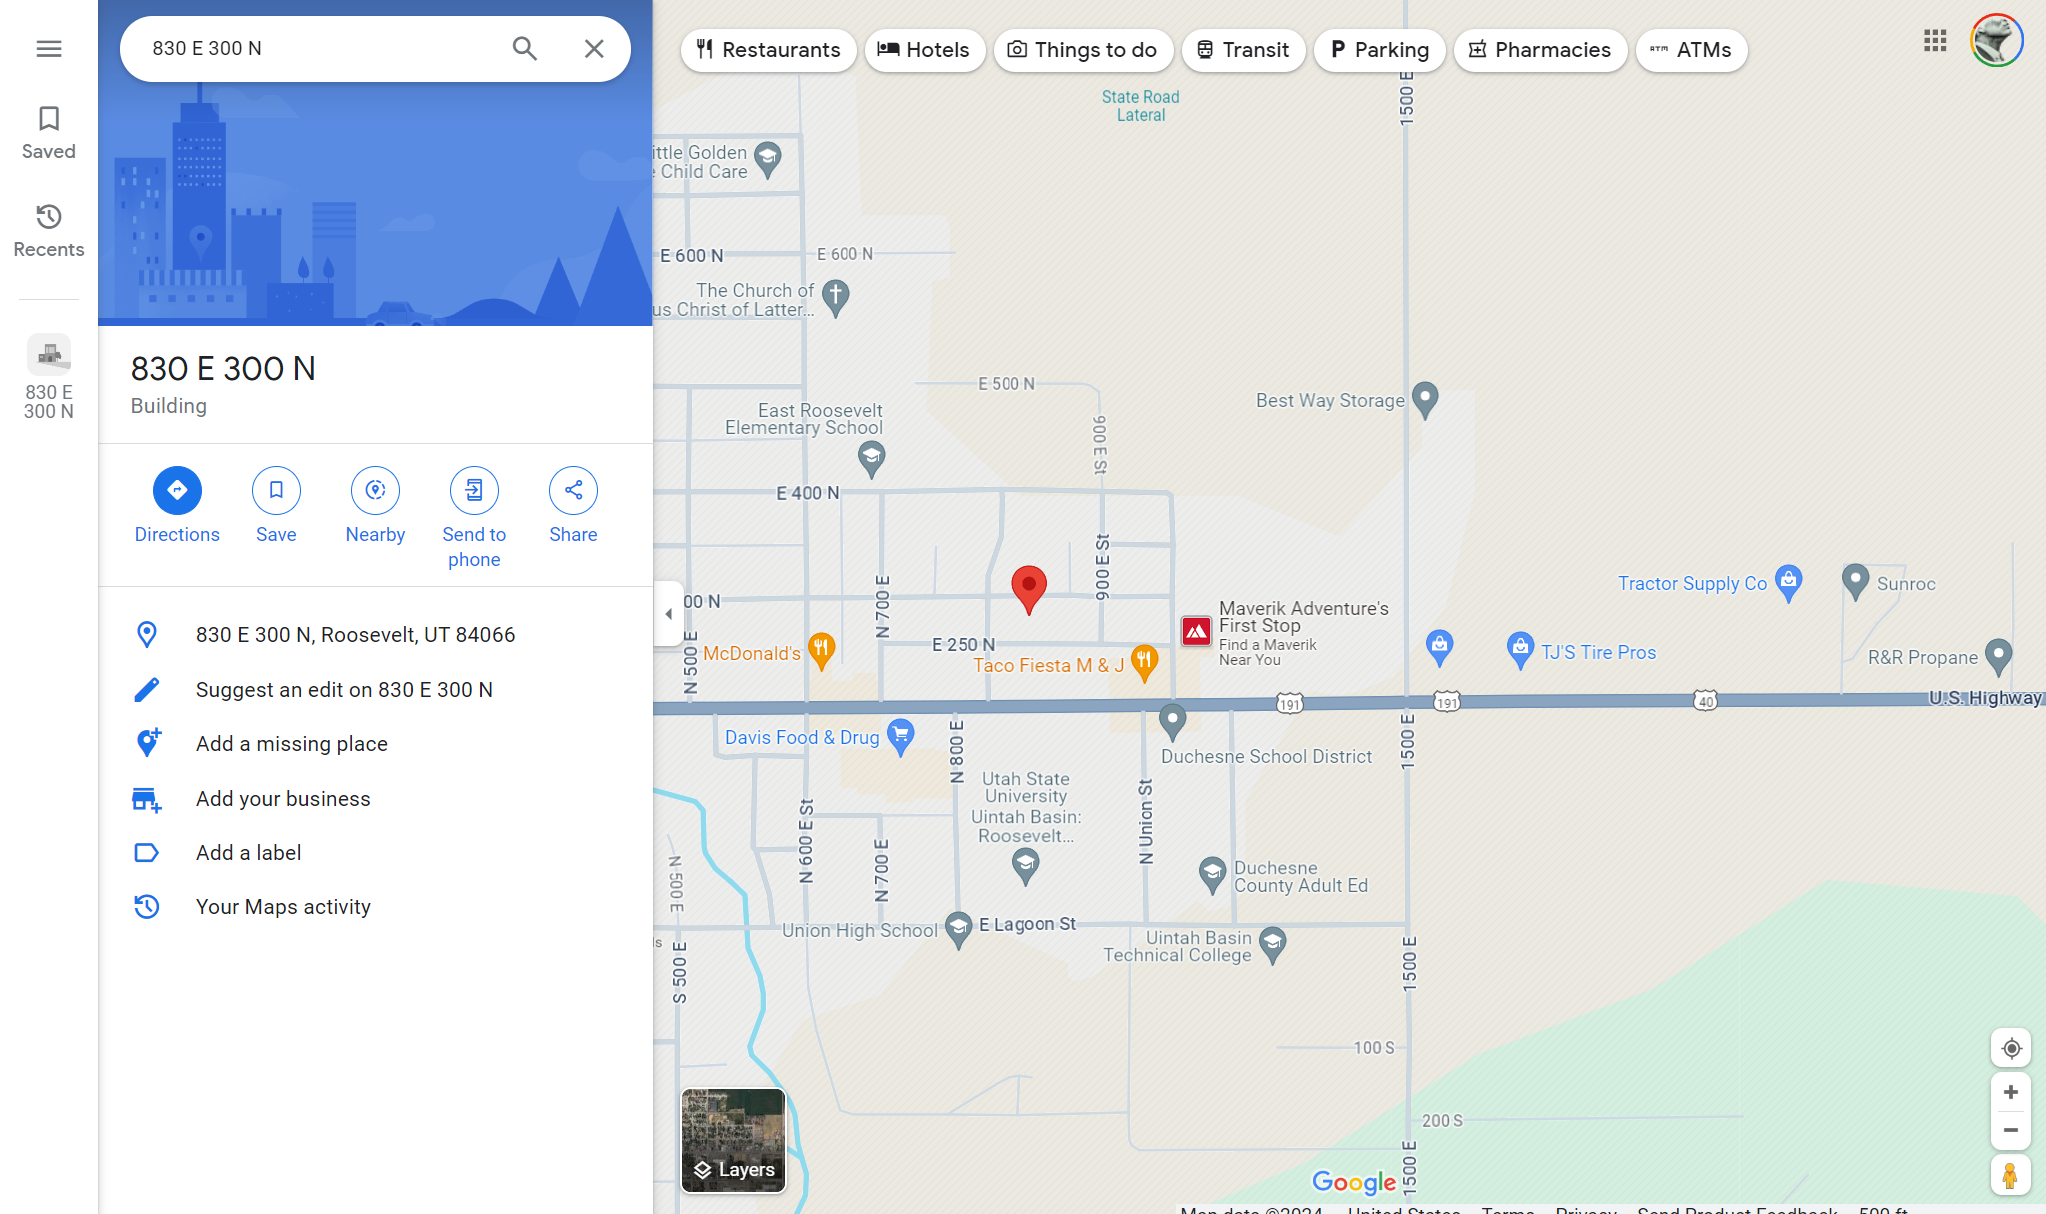 830 E 300 N
Saved
Recents
830 E
300 N
830 E 300 N
Building
Directions
Save
Nearby
Send to
phone
Share
830 E 300 N, Roosevelt, UT 84066
Suggest an edit on 830 E 300 N
Add a missing place
Add your business
Add a label
Your Maps activity
Restaurants
Hotels
Things to do
Transit
Parking
Pharmacies
ATM
ATMs
State Road
Lateral
1500 E
ittle Golden
e Child Care
E 600 N
E 600 N
The Church of
us Christ of Latter...
E 500 N
900 E St
Best Way Storage
East Roosevelt
Elementary School
E 400 N
900 E St
N 700 E
00 N
N 500 E
E 250 N
McDonald's
Taco Fiesta M & J
Maverik Adventure's
First Stop
Find a Maverik
Near You
Tractor Supply Co
Sunroc
TJ'S Tire Pros
R&R Propane
191
191
40
U.S. Highway
Davis Food & Drug
N 800 E
Duchesne School District
1500 E
Utah State
University
Uintah Basin:
Roosevelt...
N Union St
N 600 E St
N 700 E
N 500 E
Duchesne
County Adult Ed
Union High School
E Lagoon St
Uintah Basin
Technical College
ls
S 500 E
1500 E
100 S
200 S
1500 E
Layers
Google
Map data ©2024
United States
Terms
Privacy
Send Product Feedback
500 ft